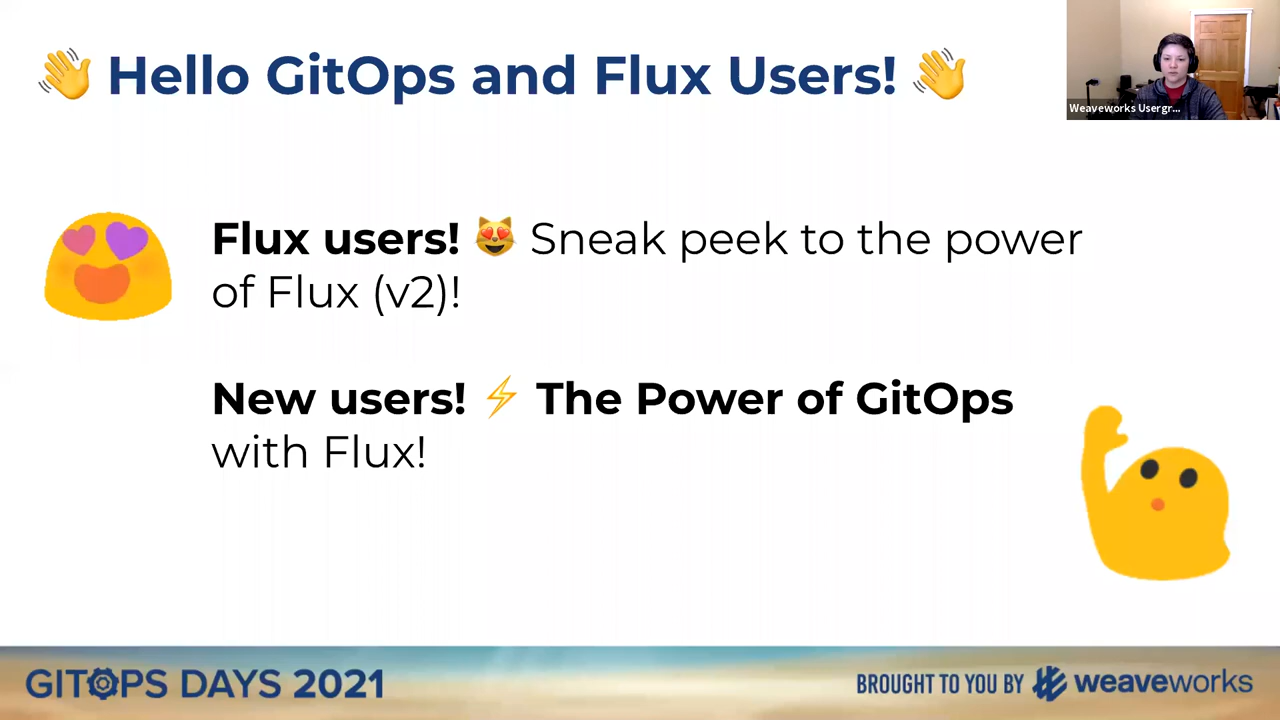 👋 Hello GitOps and Flux Users! 👋
Weaveworks Usergr...
Flux users! 😻 Sneak peek to the power
of Flux (v2)!
New users! ⚡ The Power of GitOps
with Flux!
GITOPS DAYS 2021
BROUGHT TO YOU BY weaveworks